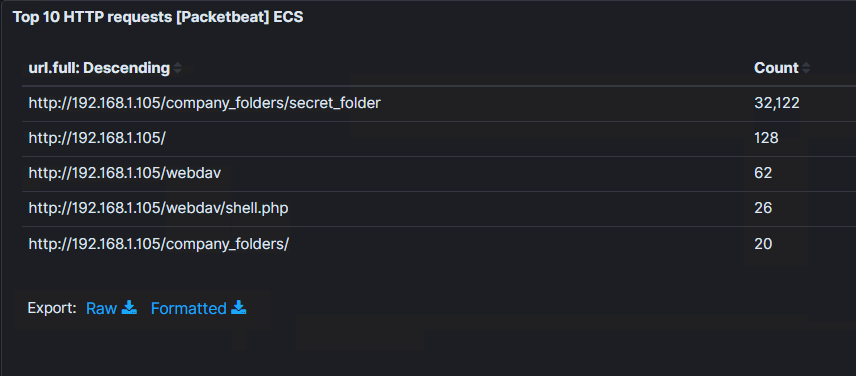 Top 10 HTTP requests [Packetbeat] ECS
url.full: Descending Count
http://192.168.1.105/company_folders/secret_folder 32,122
http://192.168.1.105/ 128
http://192.168.1.105/webdav 62
http://192.168.1.105/webdav/shell.php 26
http://192.168.1.105/company_folders/ 20
Export: Raw Formatted